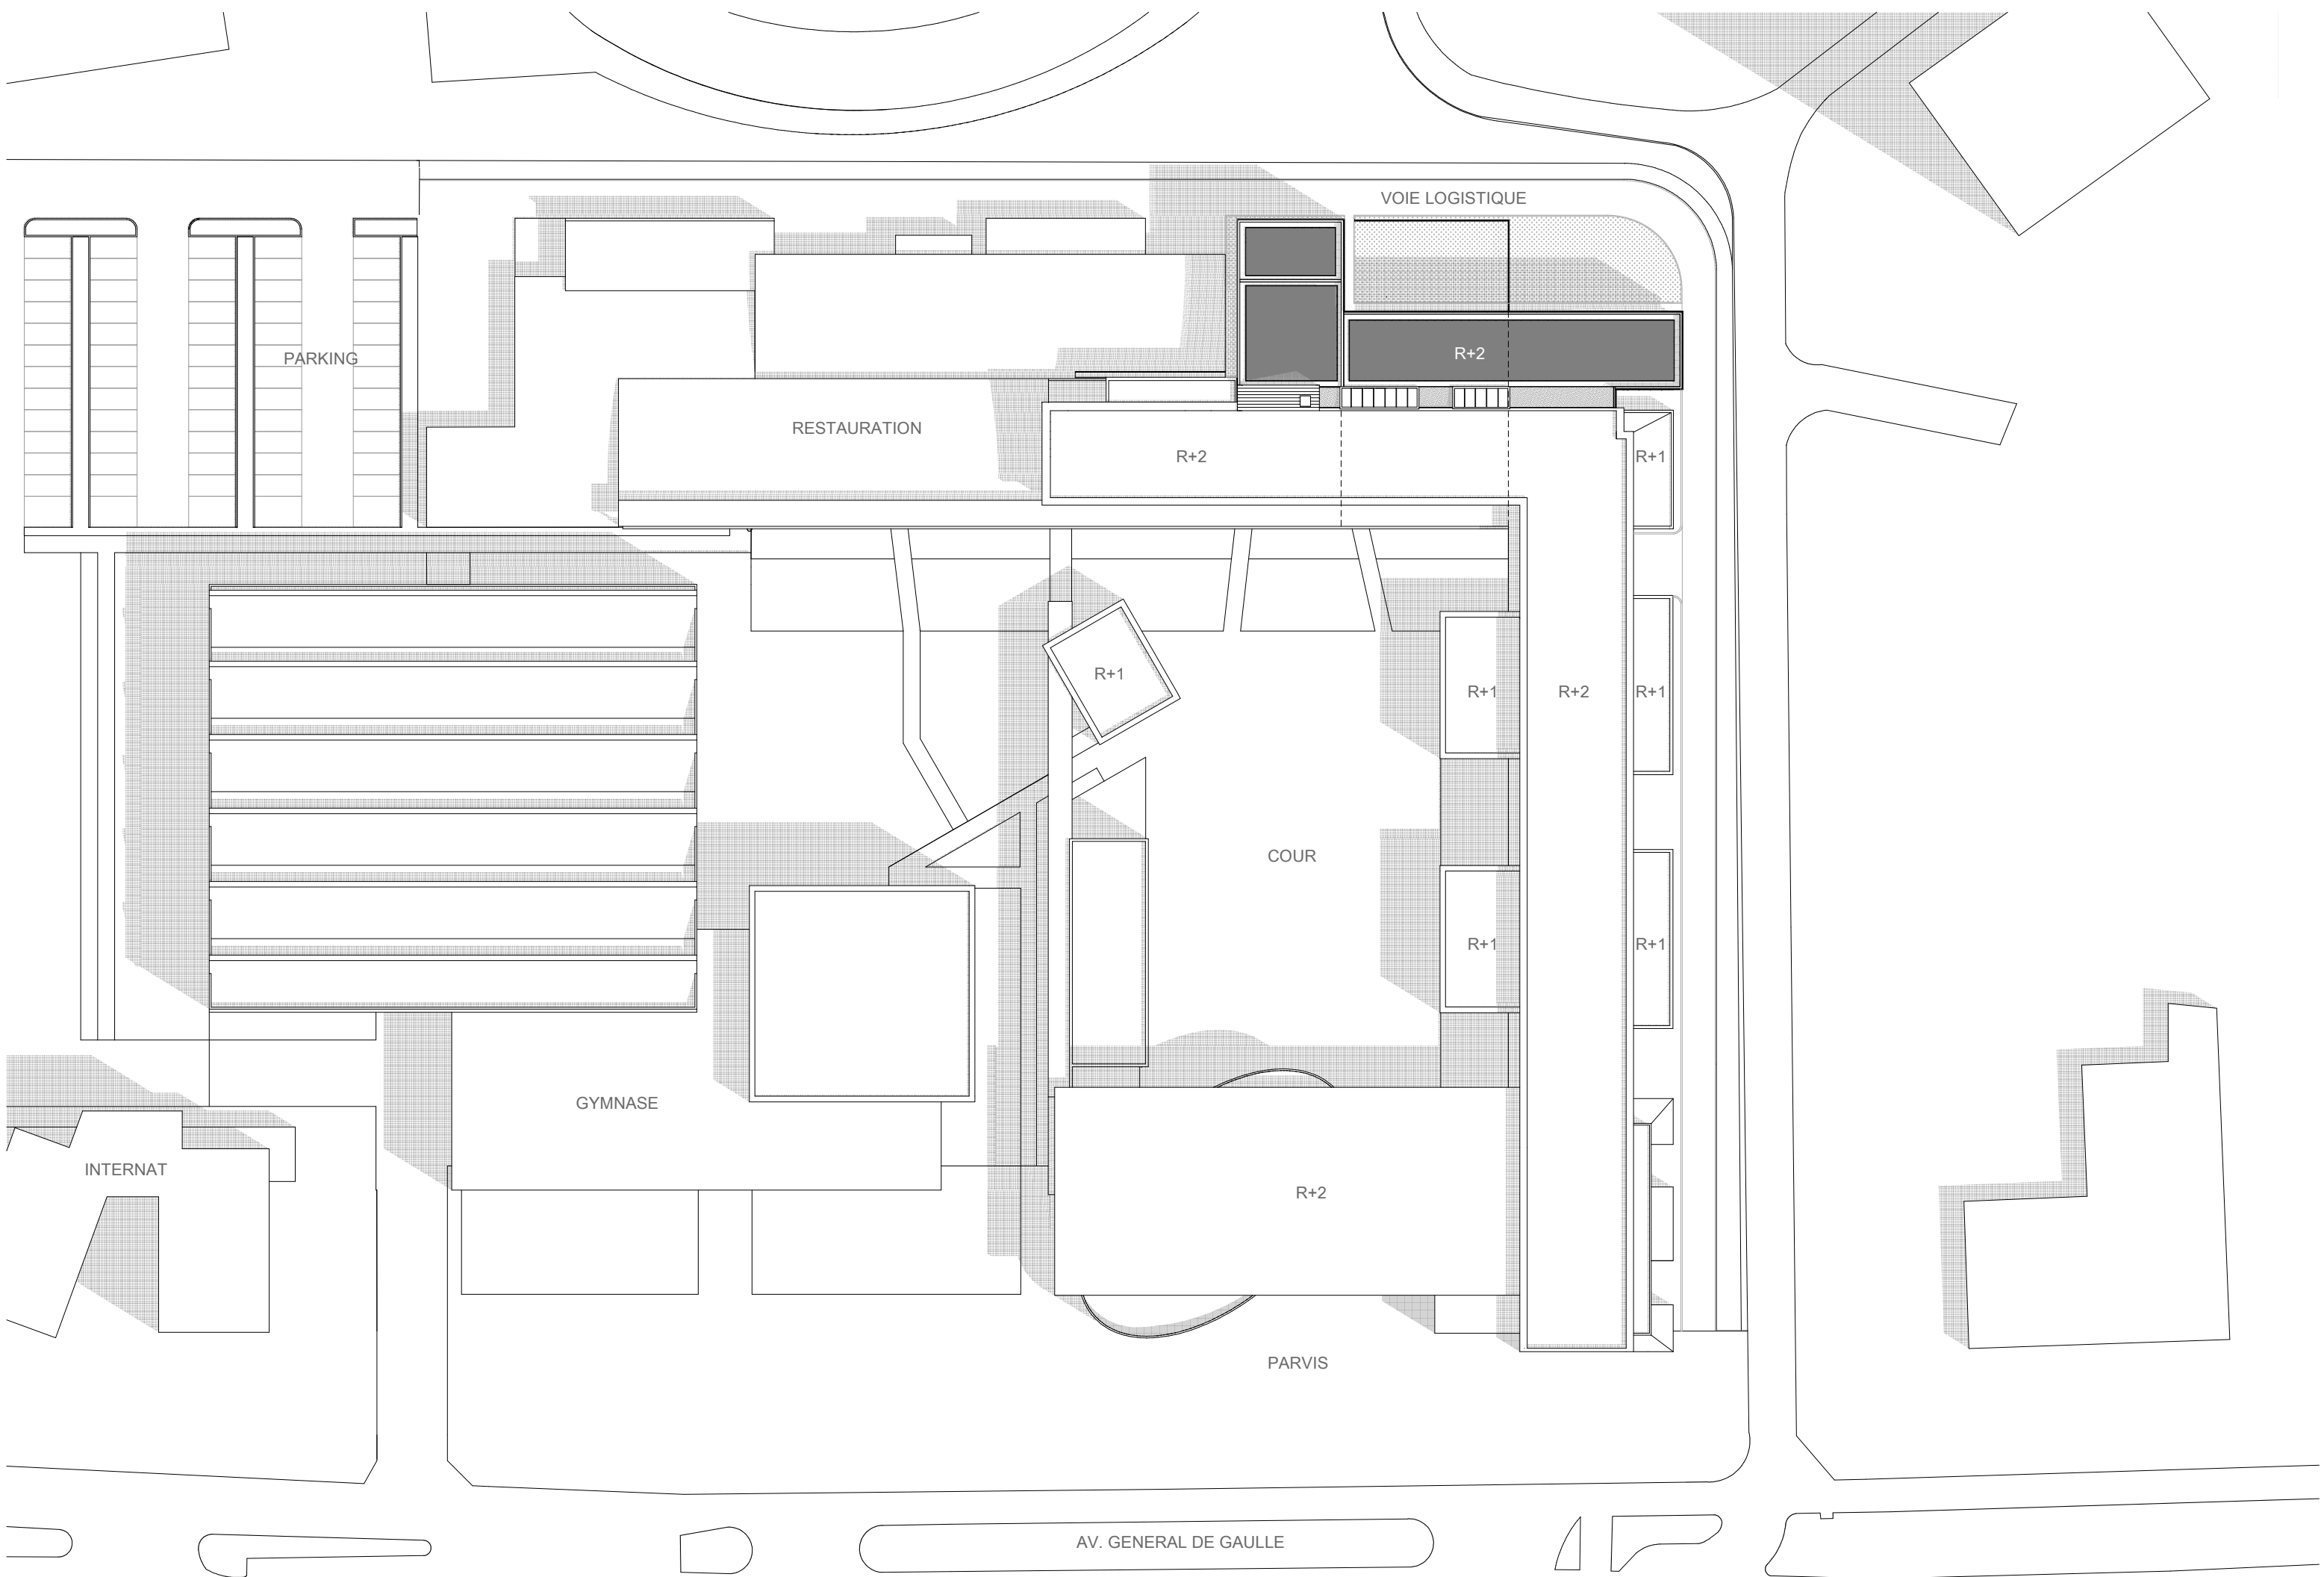 VOIE LOGISTIQUE
R+2
PARKING
RESTAURATION
R+2
R+1
R+1
R+1
R+2
R+1
COUR
R+1
R+1
GYMNASE
INTERNAT
R+2
PARVIS
AV. GENERAL DE GAULLE